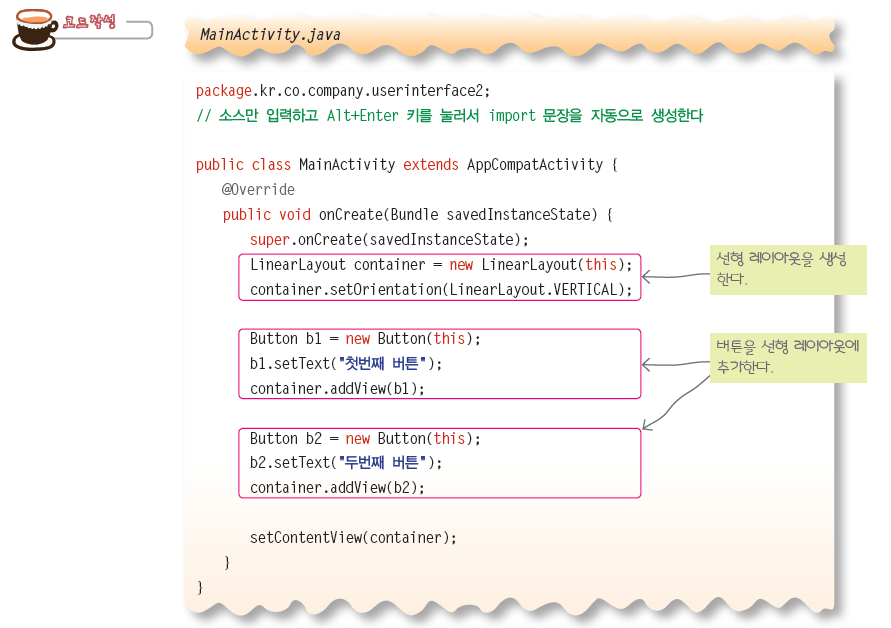 코드작성
MainActivity.java
package.kr.co.company.userinterface2;
// 소스만 입력하고 Alt+Enter 키를 눌러서 import 문장을 자동으로 생성한다
public class MainActivity extends AppCompatActivity {
@Override
public void onCreate(Bundle savedInstanceState) {
super.onCreate(savedInstanceState);
LinearLayout container = new LinearLayout(this);
container.setOrientation(LinearLayout.VERTICAL);
선형 레이아웃을 생성
한다.
Button b1 = new Button(this);
b1.setText("첫번째 버튼");
container.addView(b1);
버튼을 선형 레이아웃에
추가한다.
Button b2 = new Button(this);
b2.setText("두번째 버튼");
container.addView(b2);
setContentView(container);
}
}